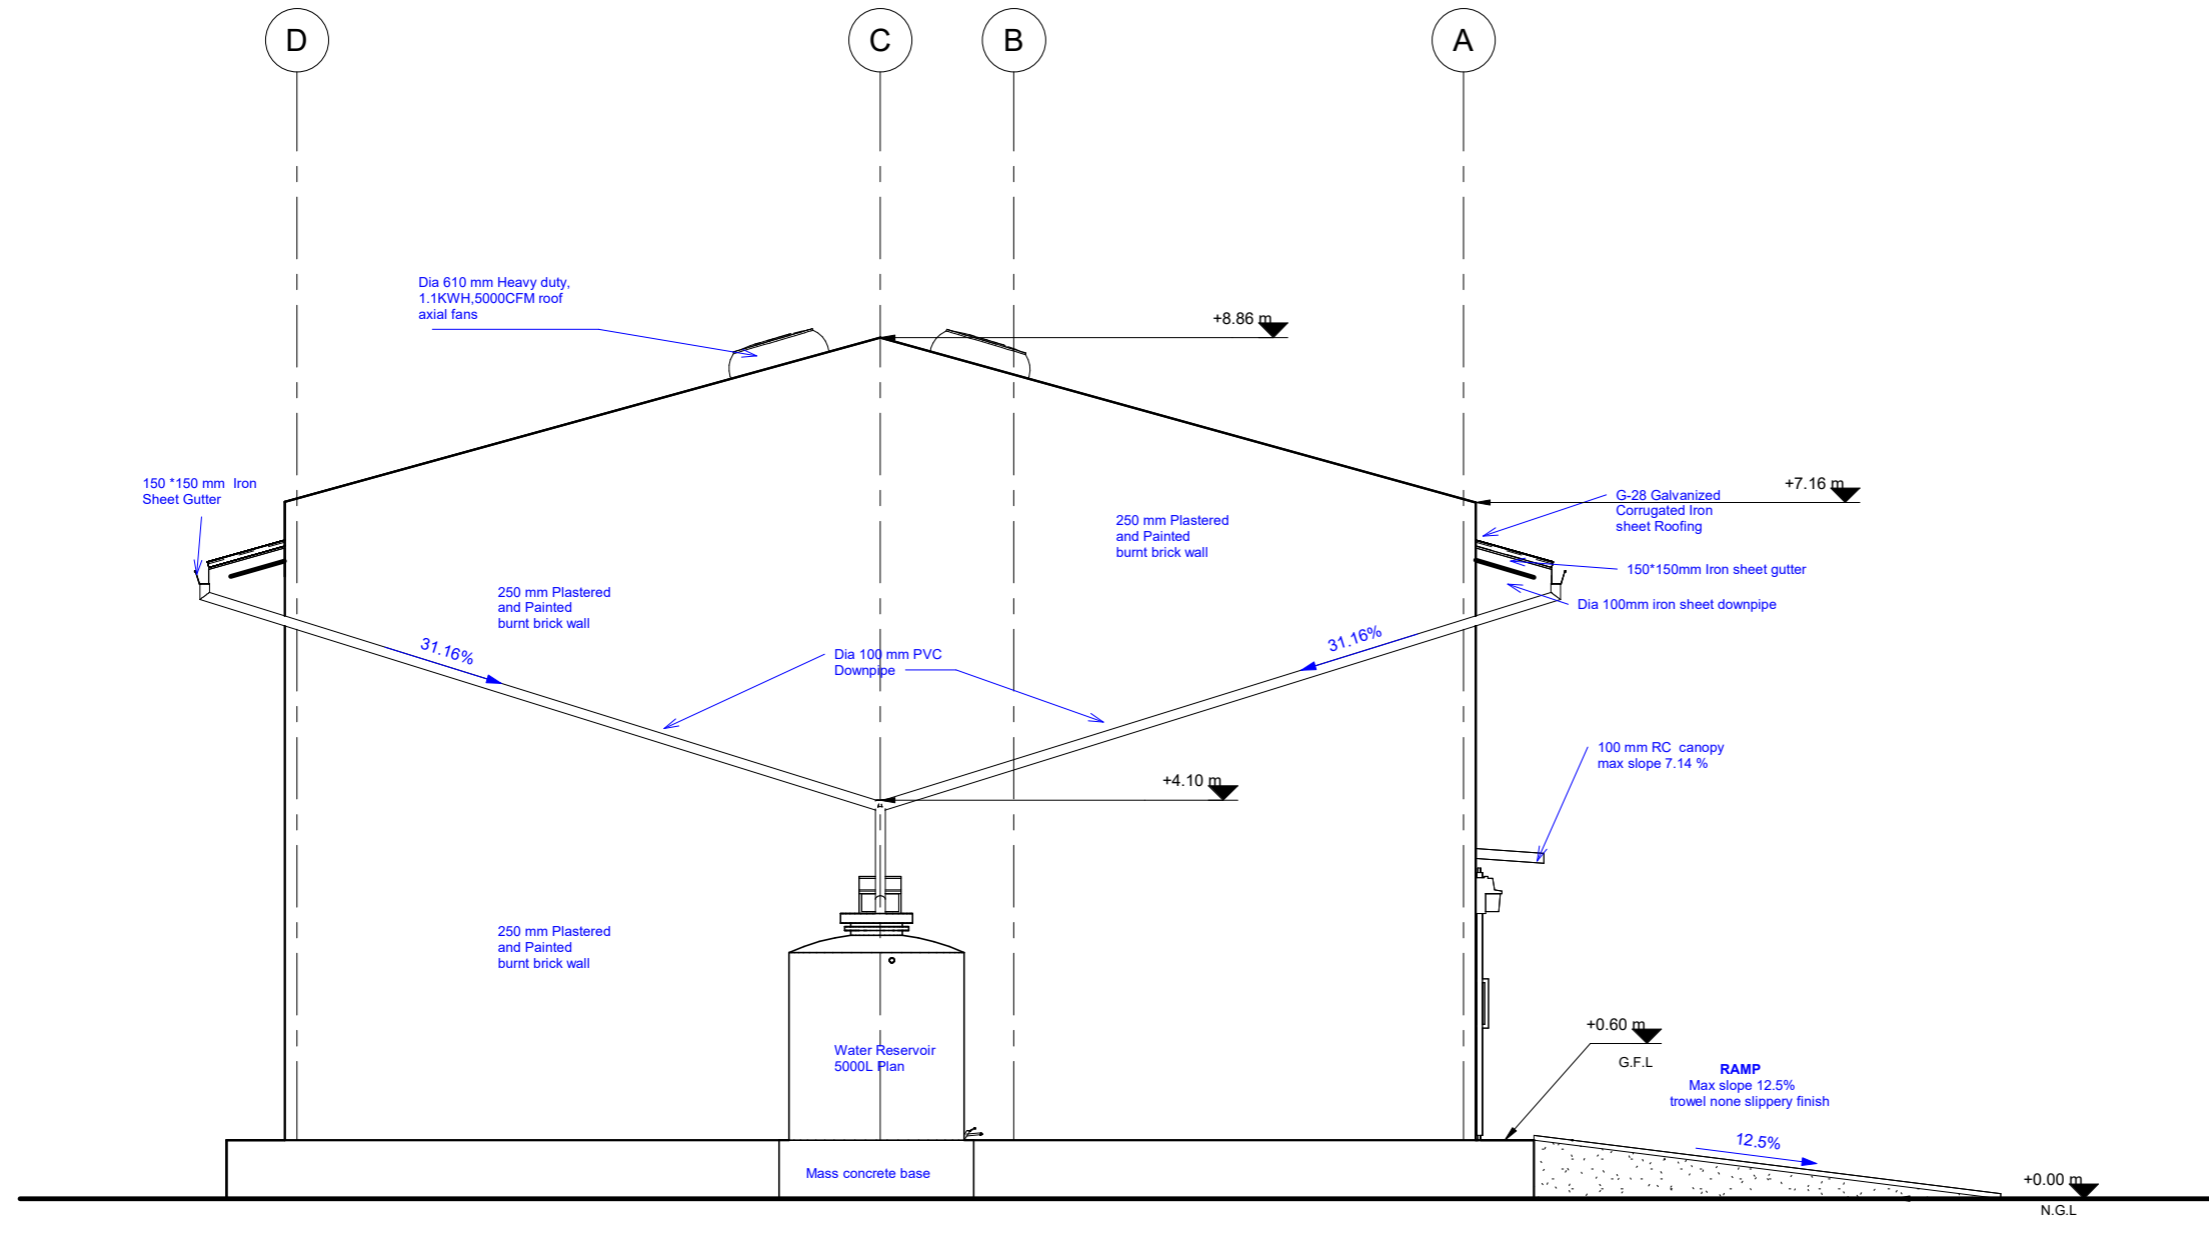 D
C
B
A
Dia 610 mm Heavy duty,
1.1KWH,5000CFM roof
axial fans
+8.86 m
150 *150 mm  Iron
Sheet Gutter
+7.16 m
G-28 Galvanized
Corrugated Iron
sheet Roofing
250 mm Plastered
and Painted
burnt brick wall
150*150mm Iron sheet gutter
250 mm Plastered
and Painted
burnt brick wall
Dia 100mm iron sheet downpipe
31.16%
31.16%
Dia 100 mm PVC
Downpipe
100 mm RC  canopy
max slope 7.14 %
+4.10 m
250 mm Plastered
and Painted
burnt brick wall
Water Reservoir
5000L Plan
+0.60 m
G.F.L
RAMP
Max slope 12.5%
trowel none slippery finish
12.5%
Mass concrete base
+0.00 m
N.G.L